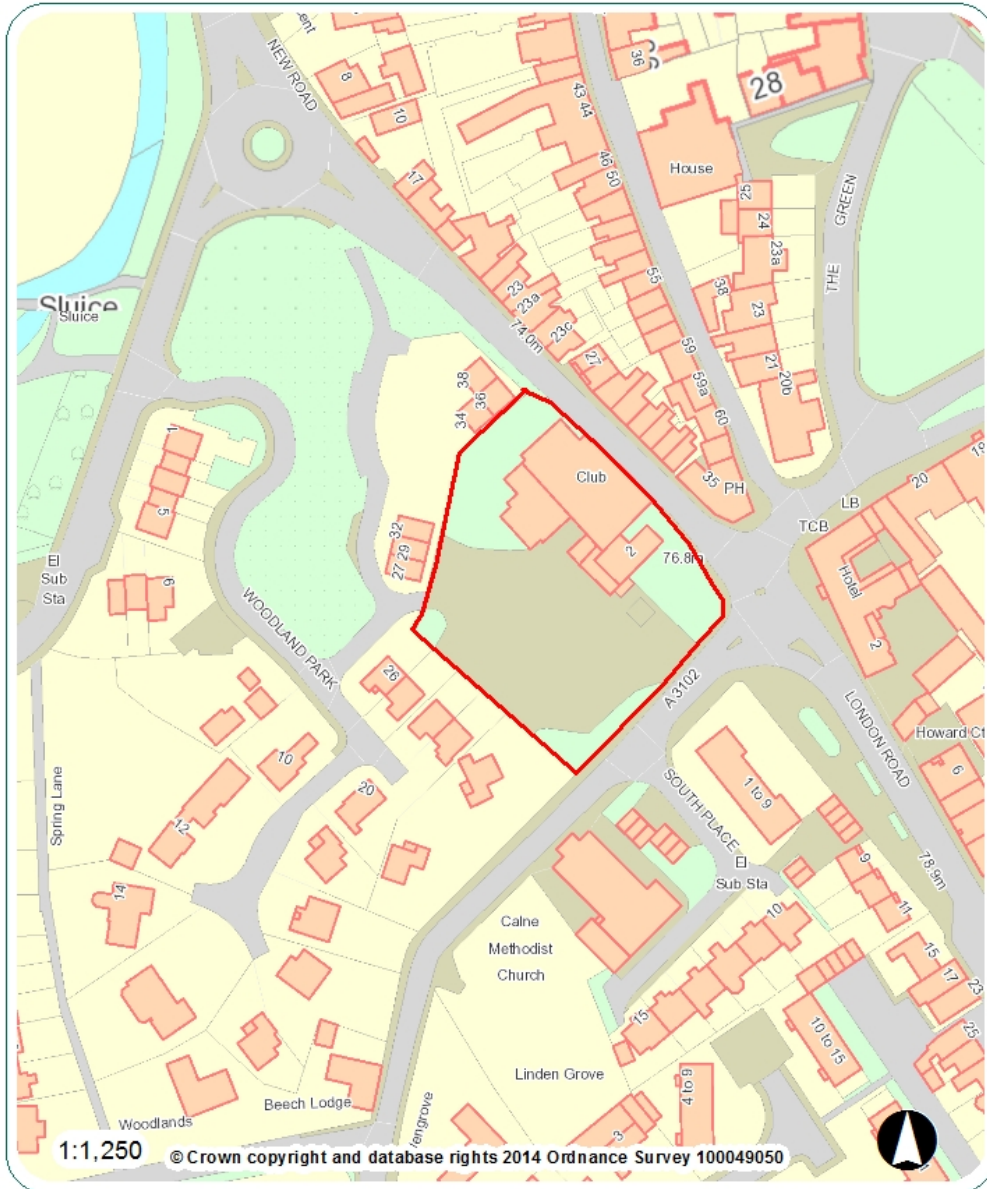 NEW ROAD
8
10
17
36
28
43 44
46 50
House
25
24
23a
THE GREEN
Sluice
Sluice
23
23a
23c
74.0m
27
55
38
23
59
59a
21
20b
60
38
36
34
35
PH
Club
2
76.8m
LB
TCB
20
Hotel
2
1
5
6
32
29
27
El
Sub
Sta
WOODLAND PARK
26
A 3102
LONDON ROAD
Howard Ct
6
SOUTH PLACE
1 to 9
El
Sub Sta
78.9m
9
11
10
20
12
14
Spring Lane
Calne
Methodist
Church
10
15
15
17
23
25
10 to 15
Linden Grove
4 to 9
3
Beech Lodge
Woodlands
1:1,250
© Crown copyright and database rights 2014 Ordnance Survey 100049050